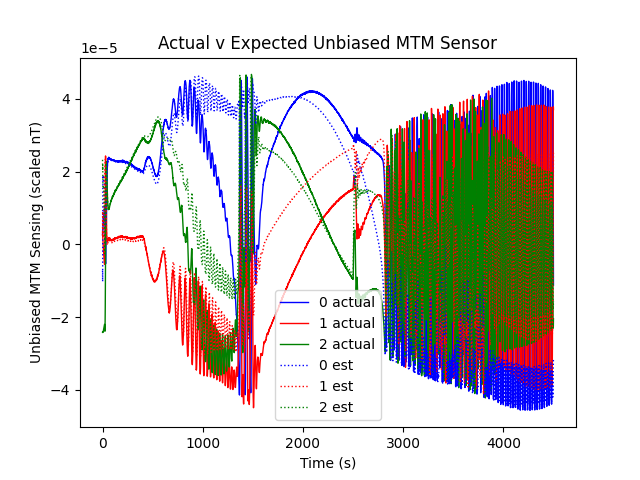 Actual v Expected Unbiased MTM Sensor
1e−5
4
2
0
−2
−4
Unbiased MTM Sensing (scaled nT)
0 actual
1 actual
2 actual
0 est
1 est
2 est
0 1000 2000 3000 4000
Time (s)